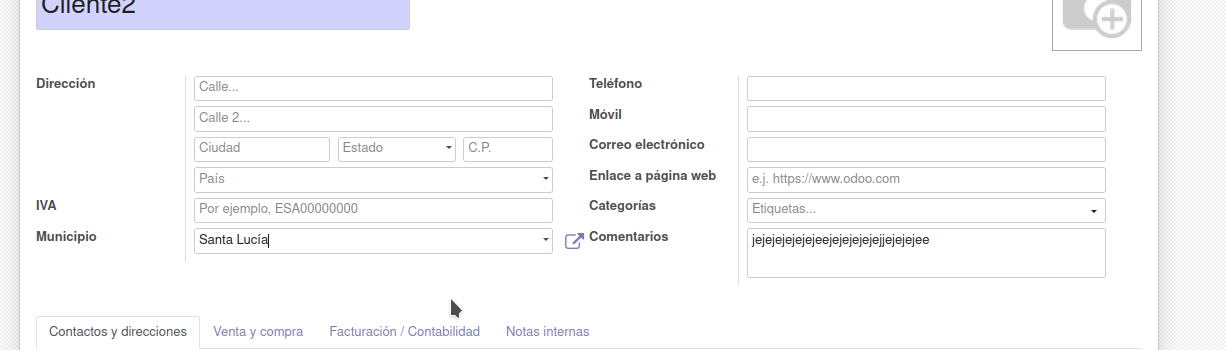 Cliente2
Dirección
Calle...
Calle 2...
Ciudad
Estado
C.P.
País
IVA
Por ejemplo, ESA00000000
Municipio
Santa Lucía
Teléfono
Móvil
Correo electrónico
Enlace a página web
e.j. https://www.odoo.com
Categorías
Etiquetas...
Comentarios
jejejejejejejeejejejejejejjejejejee
Contactos y direcciones
Venta y compra
Facturación / Contabilidad
Notas internas